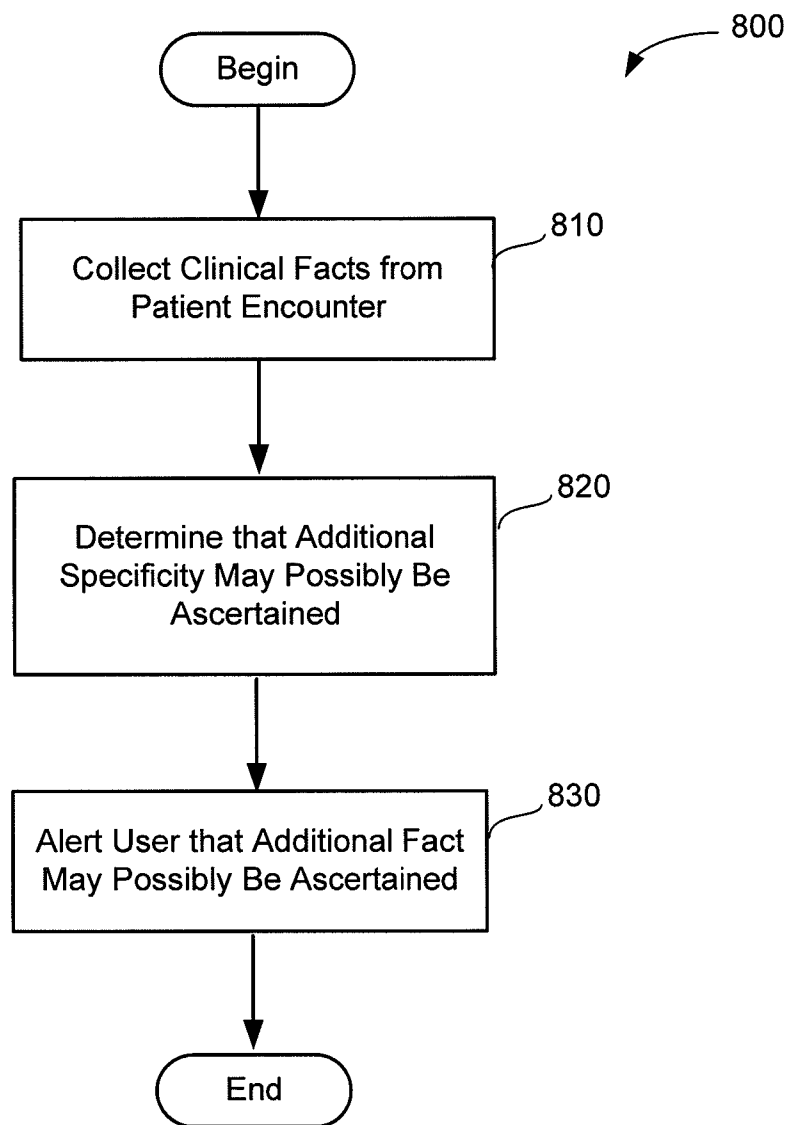 800
Begin
810
Collect Clinical Facts from
Patient Encounter
820
Determine that Additional
Specificity May Possibly Be
Ascertained
830
Alert User that Additional Fact
May Possibly Be Ascertained
End